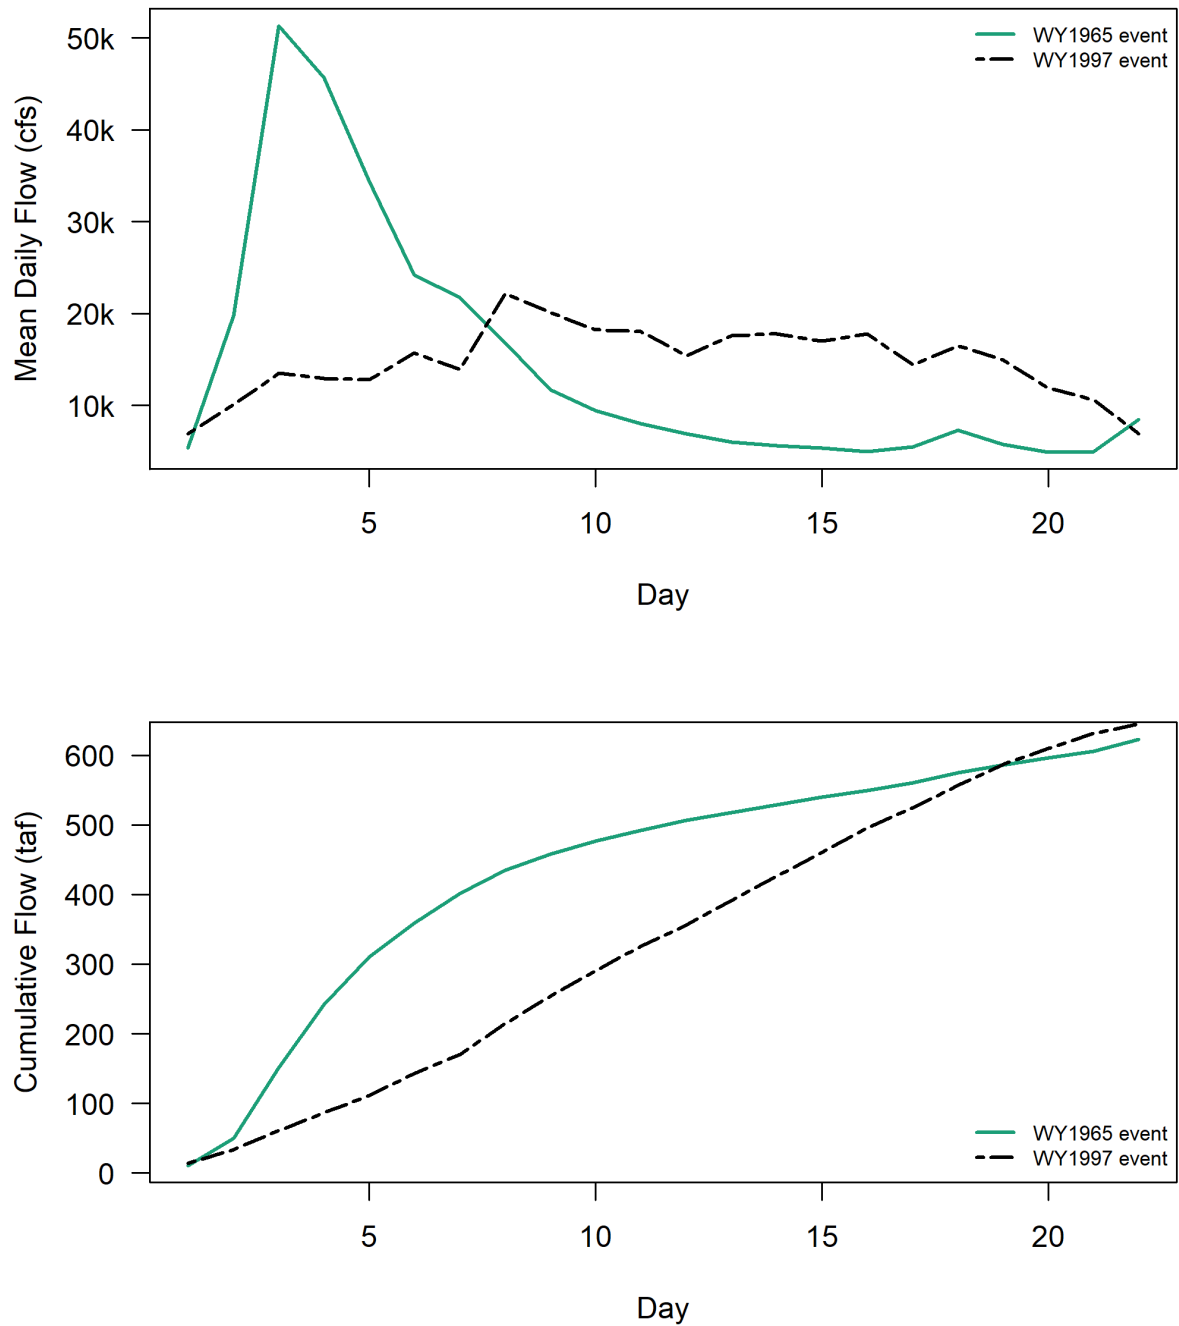 Mean Daily Flow (cfs)
50k
40k
30k
20k
10k
WY1965 event
WY1997 event
5 10 15 20
Day
Cumulative Flow (taf)
600
500
400
300
200
100
0
WY1965 event
WY1997 event
5 10 15 20
Day